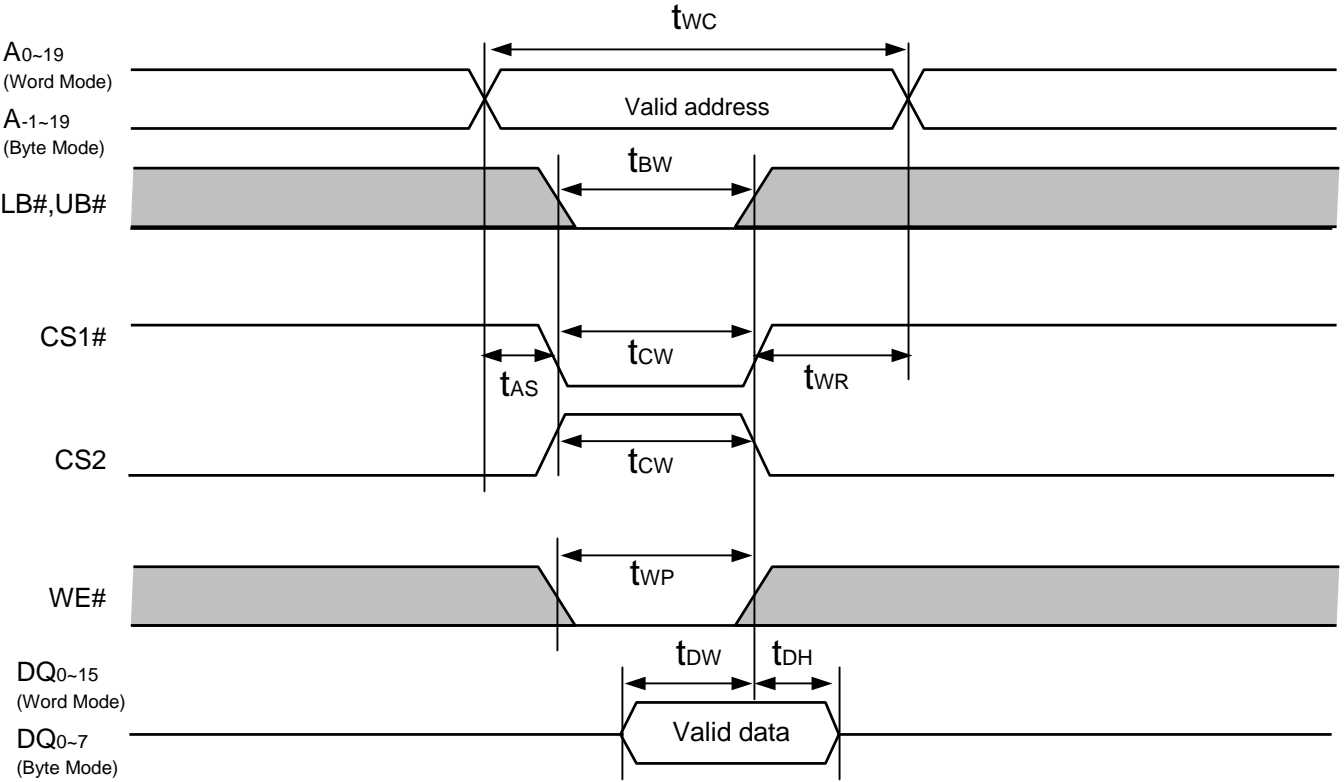 tWC
A0~19
(Word Mode)
Valid address
A-1~19
(Byte Mode)
tBW
LB#,UB#
CS1#
tCW
tAS
tWR
CS2
tCW
tWP
WE#
tDW
tDH
DQ0~15
(Word Mode)
Valid data
DQ0~7
(Byte Mode)